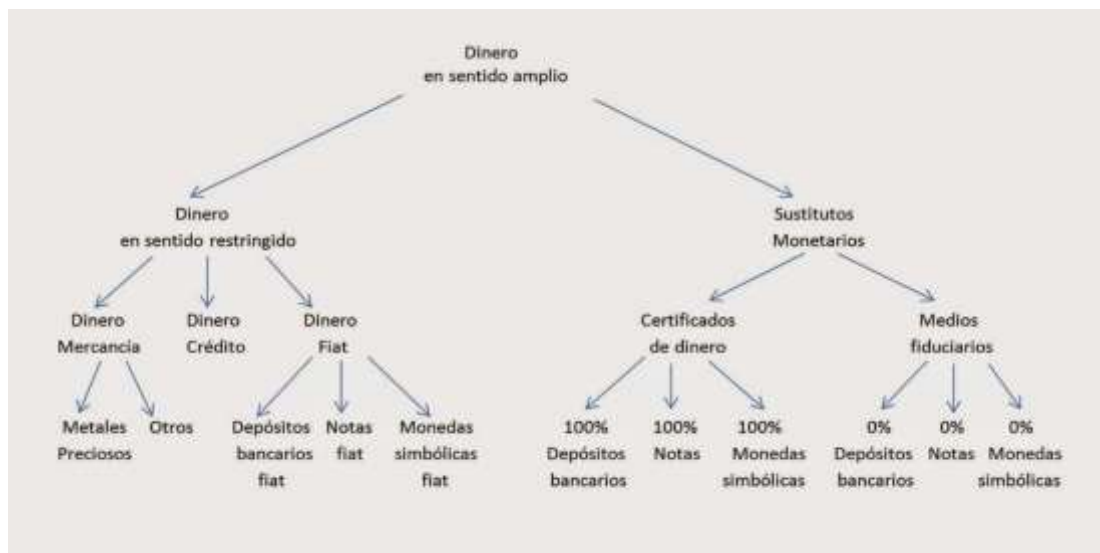 Dinero
en sentido amplio
Dinero
en sentido restringido
Sustitutos
Monetarios
Dinero
Mercancía
Dinero
Crédito
Dinero
Fiat
Certificados
de dinero
Medios
fiduciarios
Metales
Preciosos
Otros
Depósitos
bancarios
fiat
Notas
fiat
Monedas
simbólicas
fiat
100%
Depósitos
bancarios
100%
Notas
100%
Monedas
simbólicas
0%
Depósitos
bancarios
0%
Notas
0%
Monedas
simbólicas